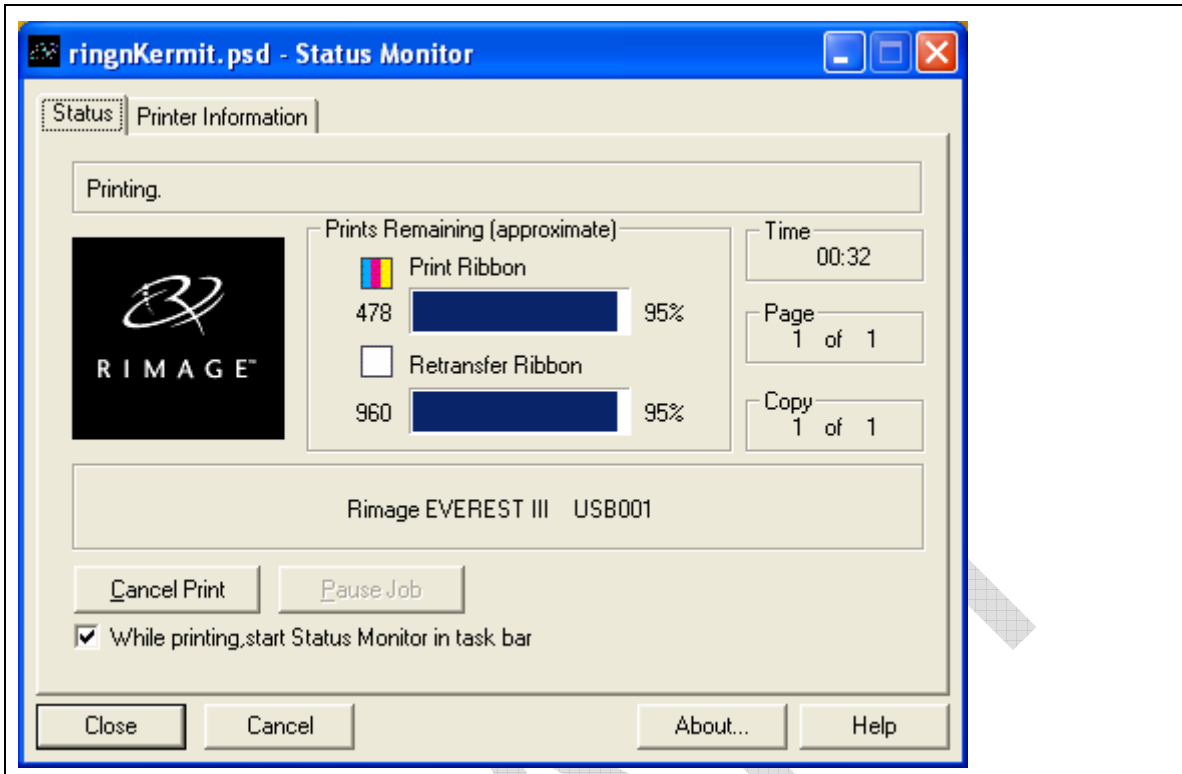 ringnKermit.psd - Status Monitor
Status Printer Information
Printing.
Prints Remaining (approximate)
Print Ribbon
478 95%
Retransfer Ribbon
960 95%
Time
00:32
Page
1 of 1
Copy
1 of 1
RIMAGE™
Rimage EVEREST III USB001
Cancel Print Pause Job
While printing,start Status Monitor in task bar
Close Cancel About... Help